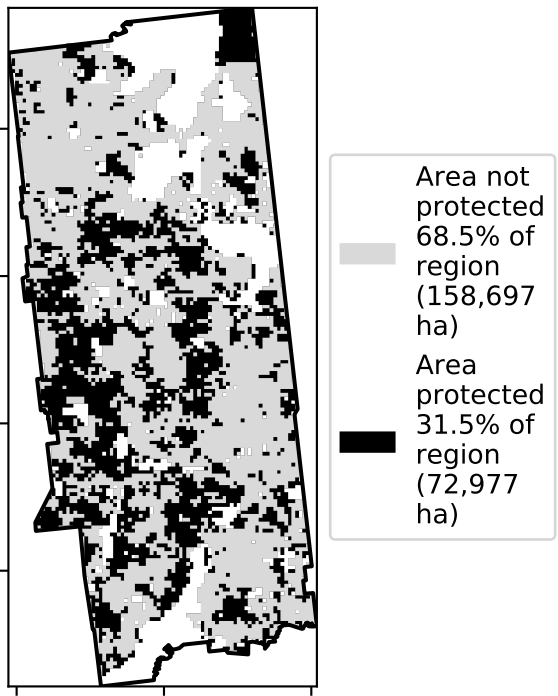 Area not
protected
68.5% of
region
(158,697
ha)
Area
protected
31.5% of
region
(72,977
ha)